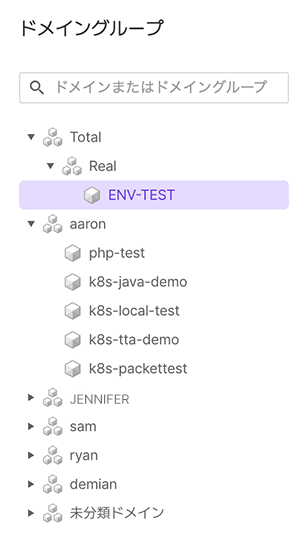 ドメイングループ
ドメインまたはドメイングループ
Total
Real
ENV-TEST
aaron
php-test
k8s-java-demo
k8s-local-test
k8s-tta-demo
k8s-packettest
JENNIFER
sam
ryan
demian
未分類ドメイン